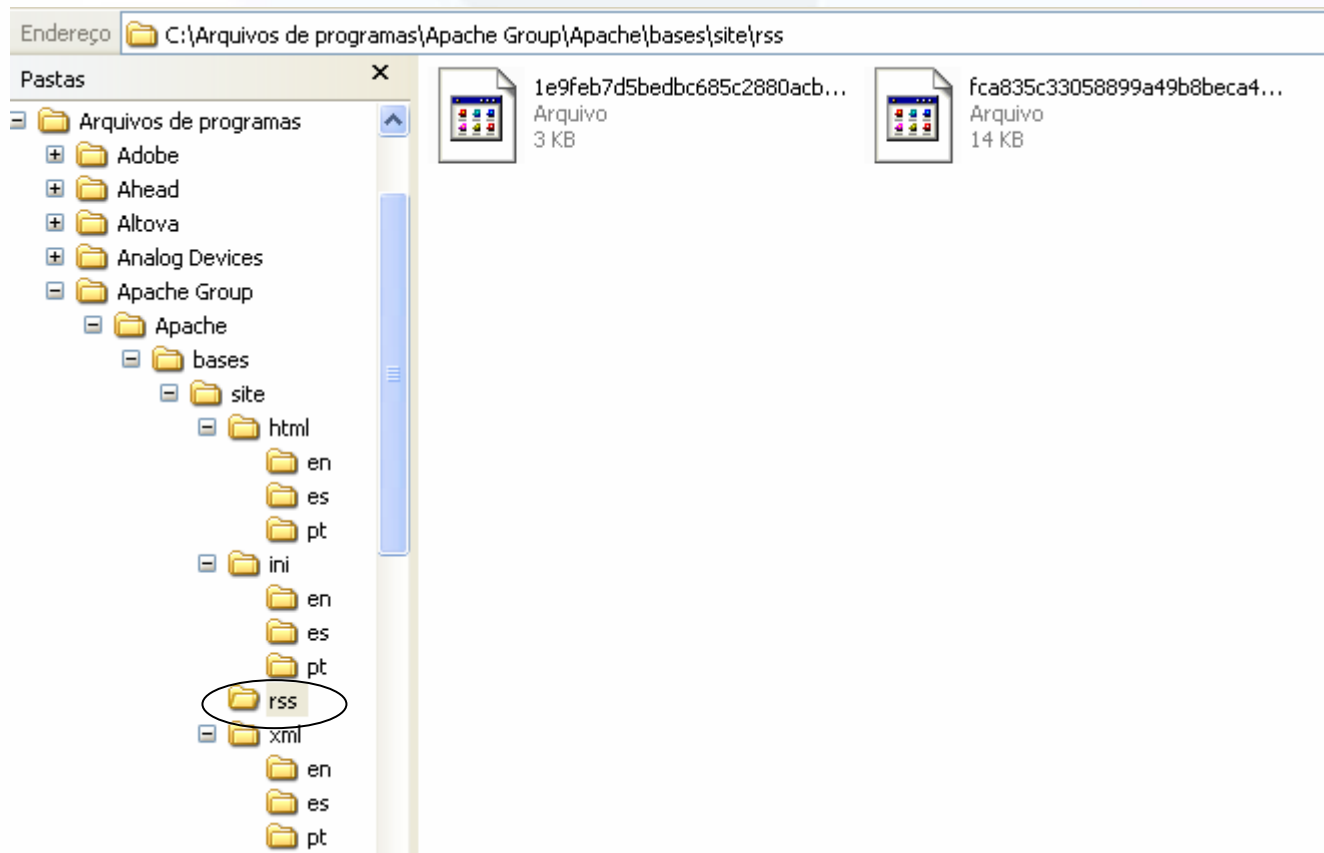 Endereço C:\Arquivos de programas\Apache Group\Apache\bases\site\rss
Pastas
Arquivos de programas
Adobe
Ahead
Altova
Analog Devices
Apache Group
Apache
bases
site
html
en
es
pt
ini
en
es
pt
rss
xml
en
es
pt
1e9feb7d5bedbc685c2880acb...
Arquivo
3 KB
fca835c33058899a49b8beca4...
Arquivo
14 KB